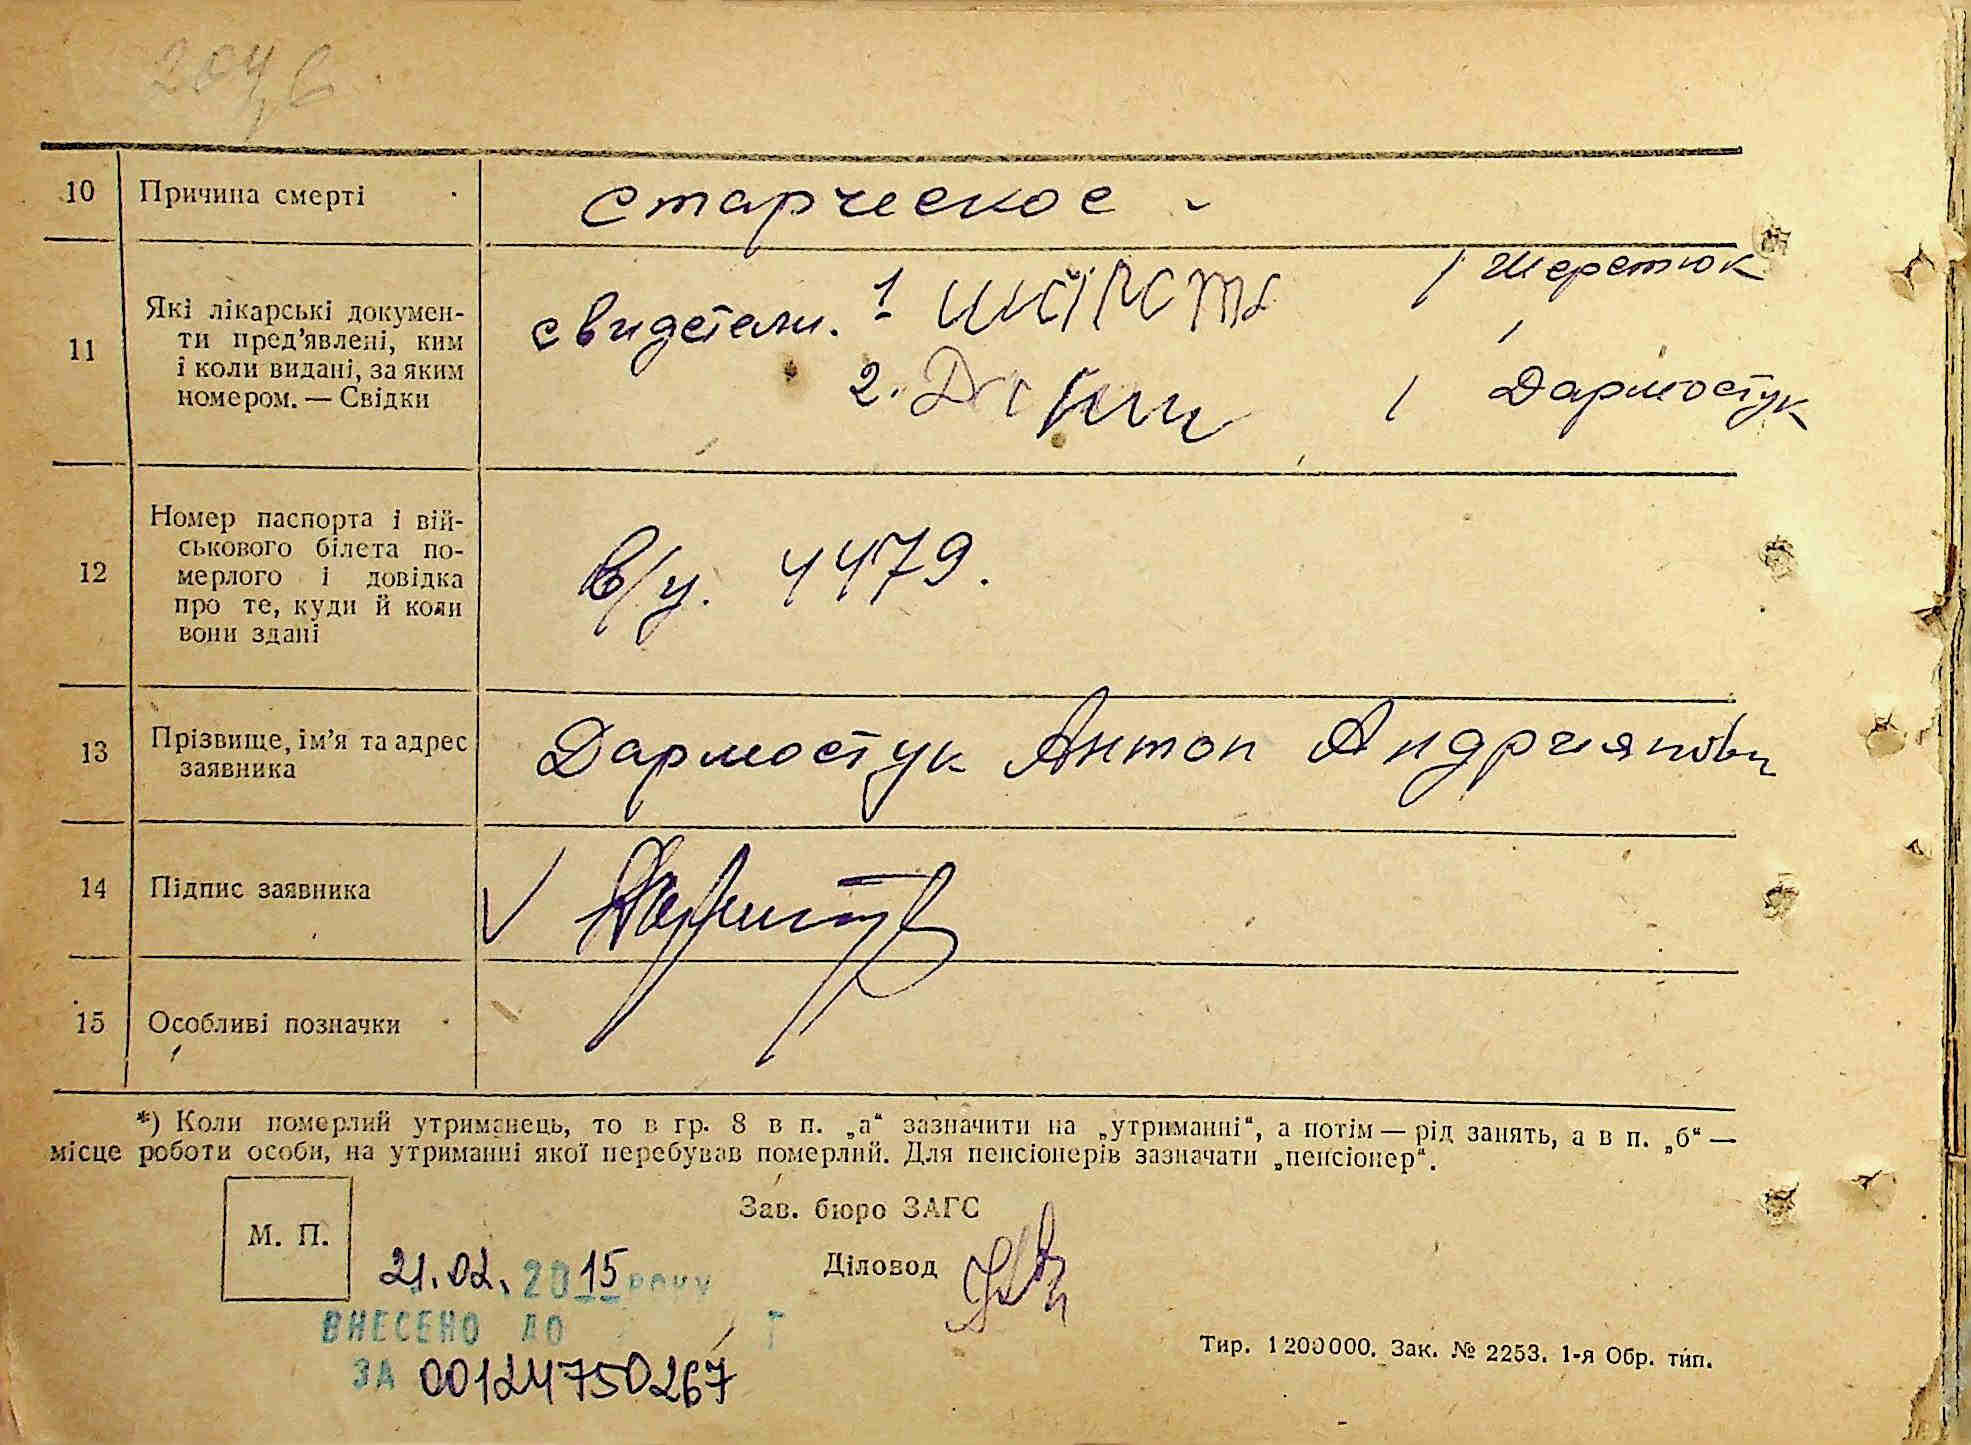 10 Причина смерті старческое
11 Які лікарські докумен-
ти пред’явлені, ким
і коли видані, за яким
номером. — Свідки
свидетели. 1 / Шерстюк
2. / Дармостук
12 Номер паспорта і вій-
ськового білета по-
мерлого і довідка
про те, куди й коли
вони здані
в/у. 4479.
13 Прізвище, ім’я та адрес
заявника
Дармостук Антон Андриянови
14 Підпис заявника
15 Особливі позначки
*) Коли померлий утриманець, то в гр. 8 в п. „а“ зазначити на „утриманні“, а потім — рід занять, а в п. „б“ —
місце роботи особи, на утриманні якої перебував померлий. Для пенсіонерів зазначати „пенсіонер“.
Зав. бюро ЗАГС
М. П.
Діловод
21.02.2015 року
ВНЕСЕНО ДО
ЗА 00124750267
Тир. 1200000. Зак. № 2253. 1-я Обр. тип.